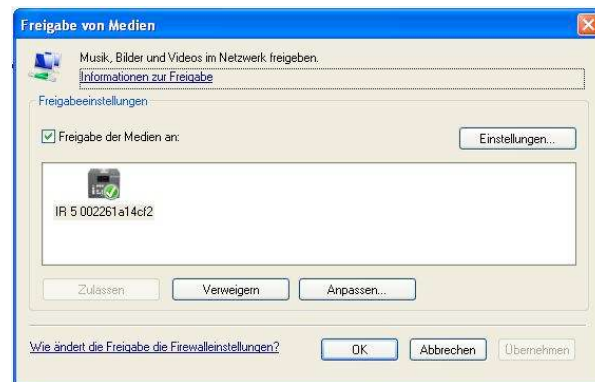 Freigabe von Medien
Musik, Bilder und Videos im Netzwerk freigeben.
Informationen zur Freigabe
Freigabeeinstellungen
Freigabe der Medien an:
Einstellungen...
IR 5 002261a14cf2
Zulassen
Verweigern
Anpassen...
Wie ändert die Freigabe die Firewalleinstellungen?
OK
Abbrechen
Übernehmen